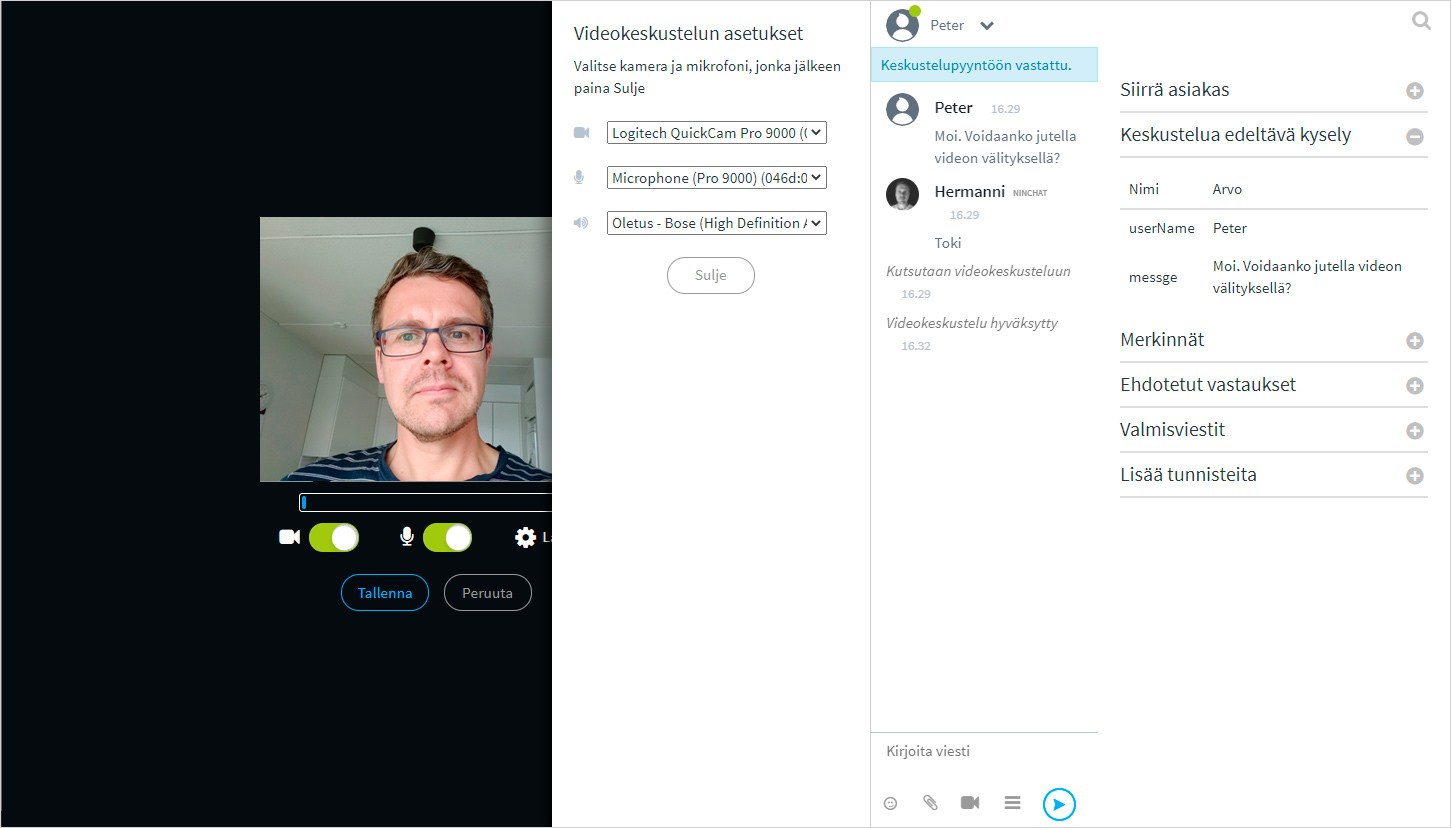 Tallenna
Peruuta
Videokeskustelun asetukset
Valitse kamera ja mikrofoni, jonka jälkeen
paina Sulje
Logitech QuickCam Pro 9000 (0
Microphone (Pro 9000) (046d:0
Oletus - Bose (High Definition A
Sulje
Peter
Keskustelupyyntöön vastattu.
Peter 16.29
Moi. Voidaanko jutella
videon välityksellä?
Hermanni NINCHAT
16.29
Toki
Kutsutaan videokeskusteluun
16.29
Videokeskustelu hyväksytty
16.32
Kirjoita viesti
Siirrä asiakas
Keskustelua edeltävä kysely
Nimi Arvo
userName Peter
messge Moi. Voidaanko jutella videon
välityksellä?
Merkinnät
Ehdotetut vastaukset
Valmisviestit
Lisää tunnisteita